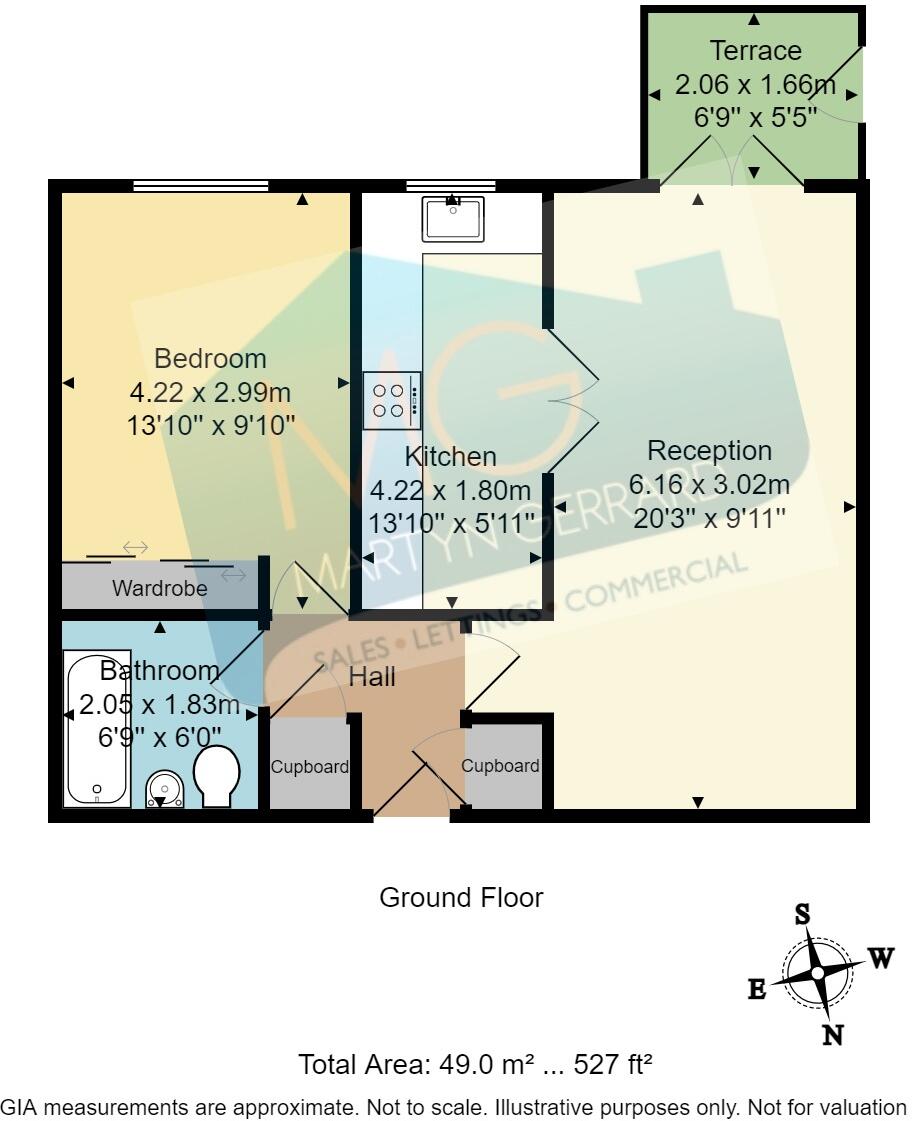 Terrace
2.06 x 1.66m
6'9" x 5'5"
Bedroom
4.22 x 2.99m
13'10" x 9'10"
MG
Kitchen
4.22 x 1.80m
13'10" x 5'11"
Reception
6.16 x 3.02m
20'3" x 9'11"
MARTYN GERRARD
SALES • LETTINGS • COMMERCIAL
Wardrobe
Bathroom
2.05 x 1.83m
6'9" x 6'0"
Hall
Cupboard
Cupboard
Ground Floor
S
W
E
N
Total Area: 49.0 m² ... 527 ft²
GIA measurements are approximate. Not to scale. Illustrative purposes only. Not for valuation